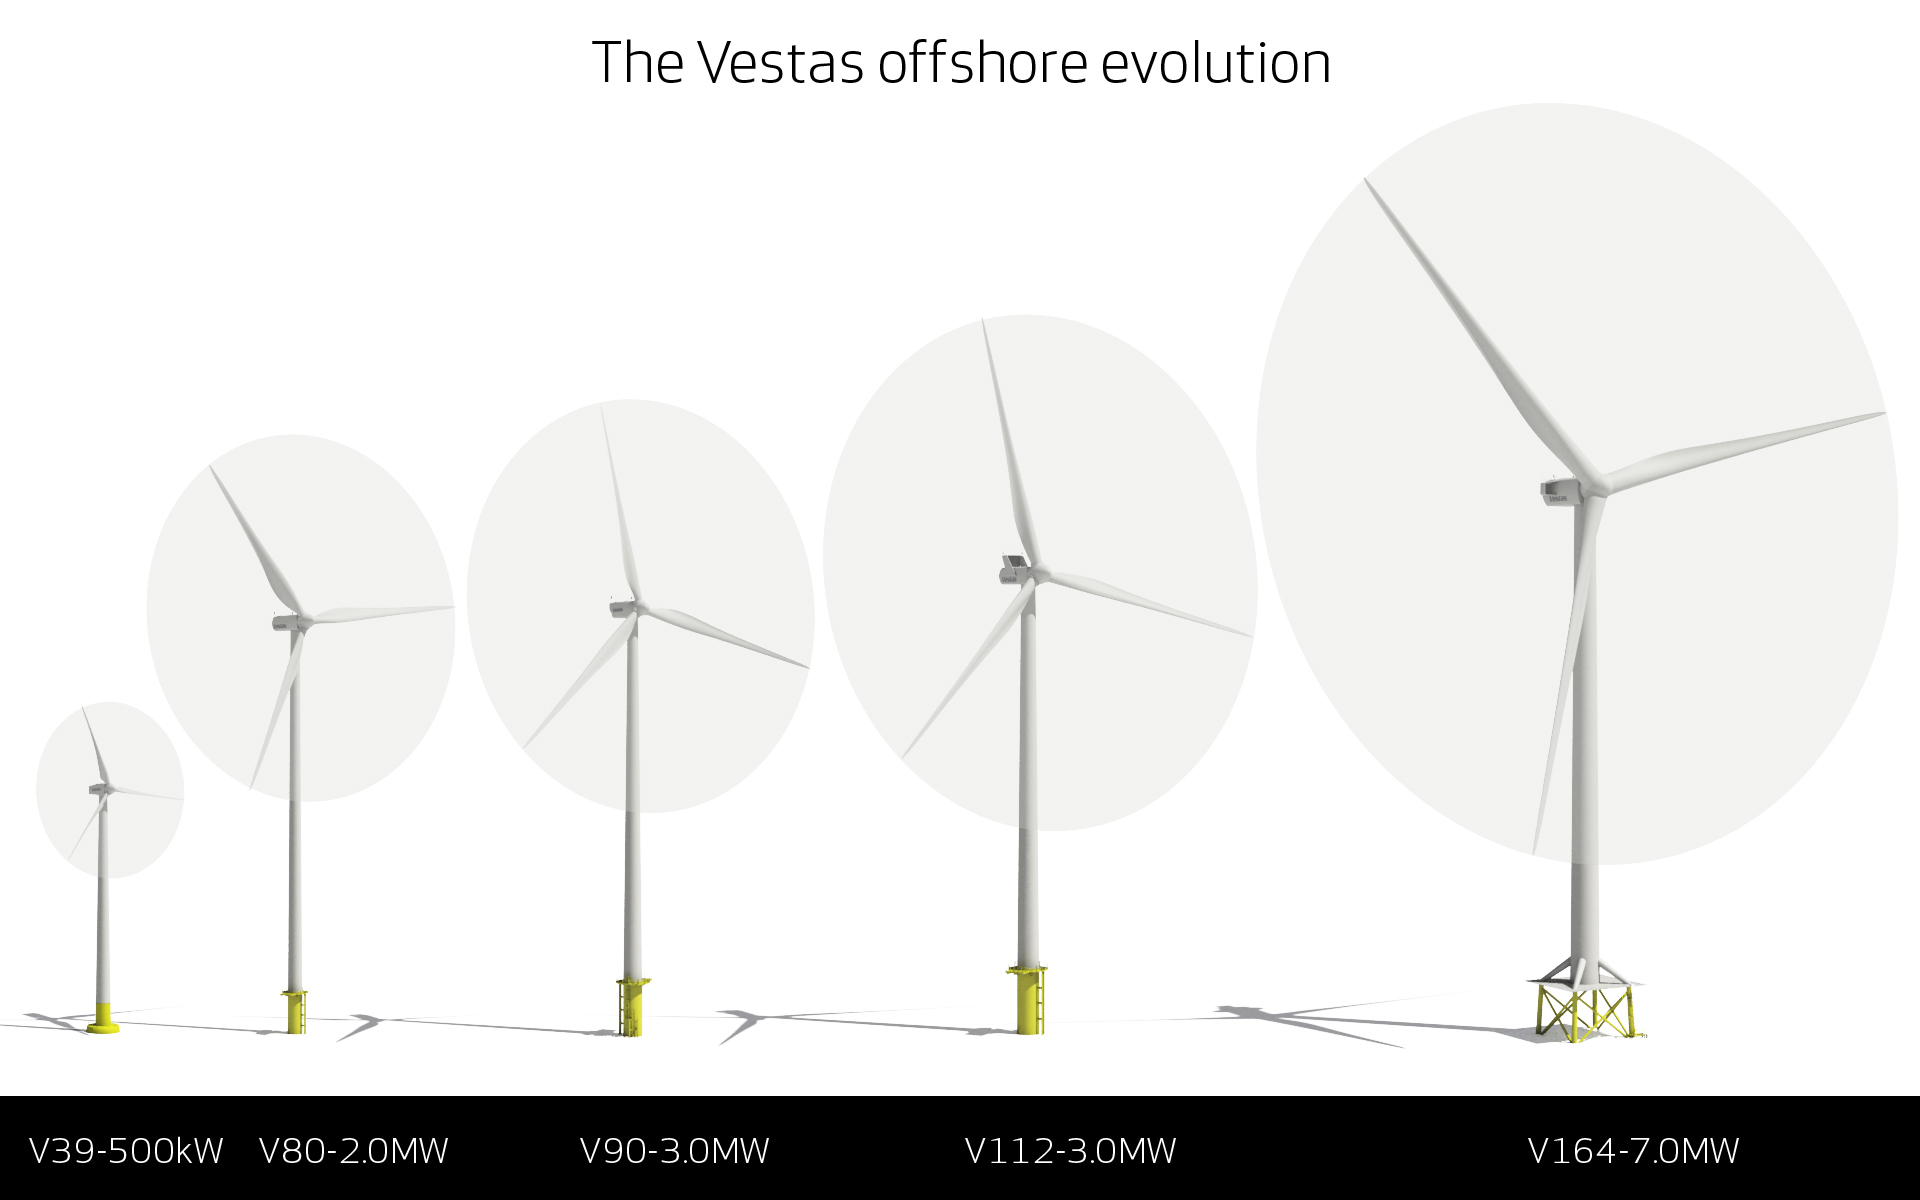 The Vestas offshore evolution
V39-500kW V80-2.0MW V90-3.0MW V112-3.0MW V164-7.0MW